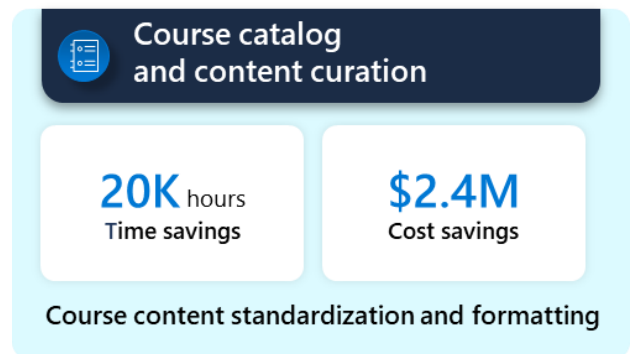 Course catalog
and content curation
20K hours
Time savings
$2.4M
Cost savings
Course content standardization and formatting